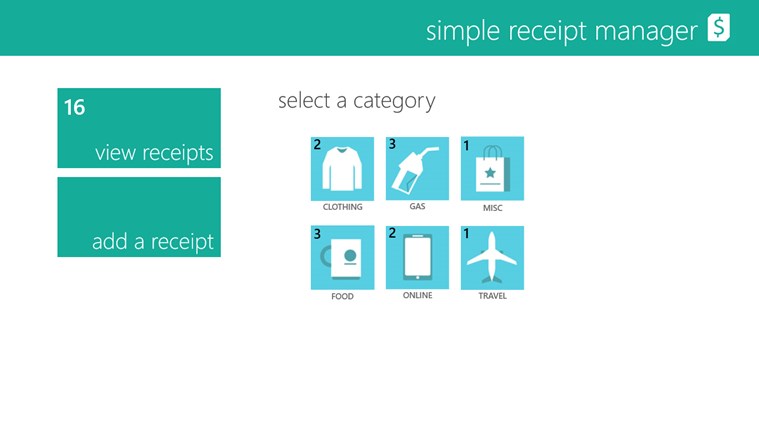 simple receipt manager $
16
view receipts
add a receipt
select a category
2 3 1
CLOTHING GAS MISC
3 2 1
FOOD ONLINE TRAVEL